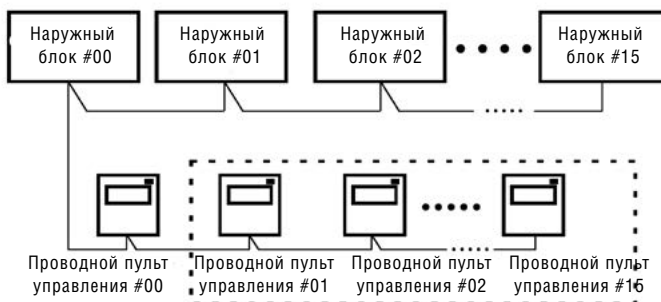 Наружный блок #00
Наружный блок #01
Наружный блок #02
Наружный блок #15
Проводной пульт управления #00
Проводной пульт управления #01
Проводной пульт управления #02
Проводной пульт управления #15